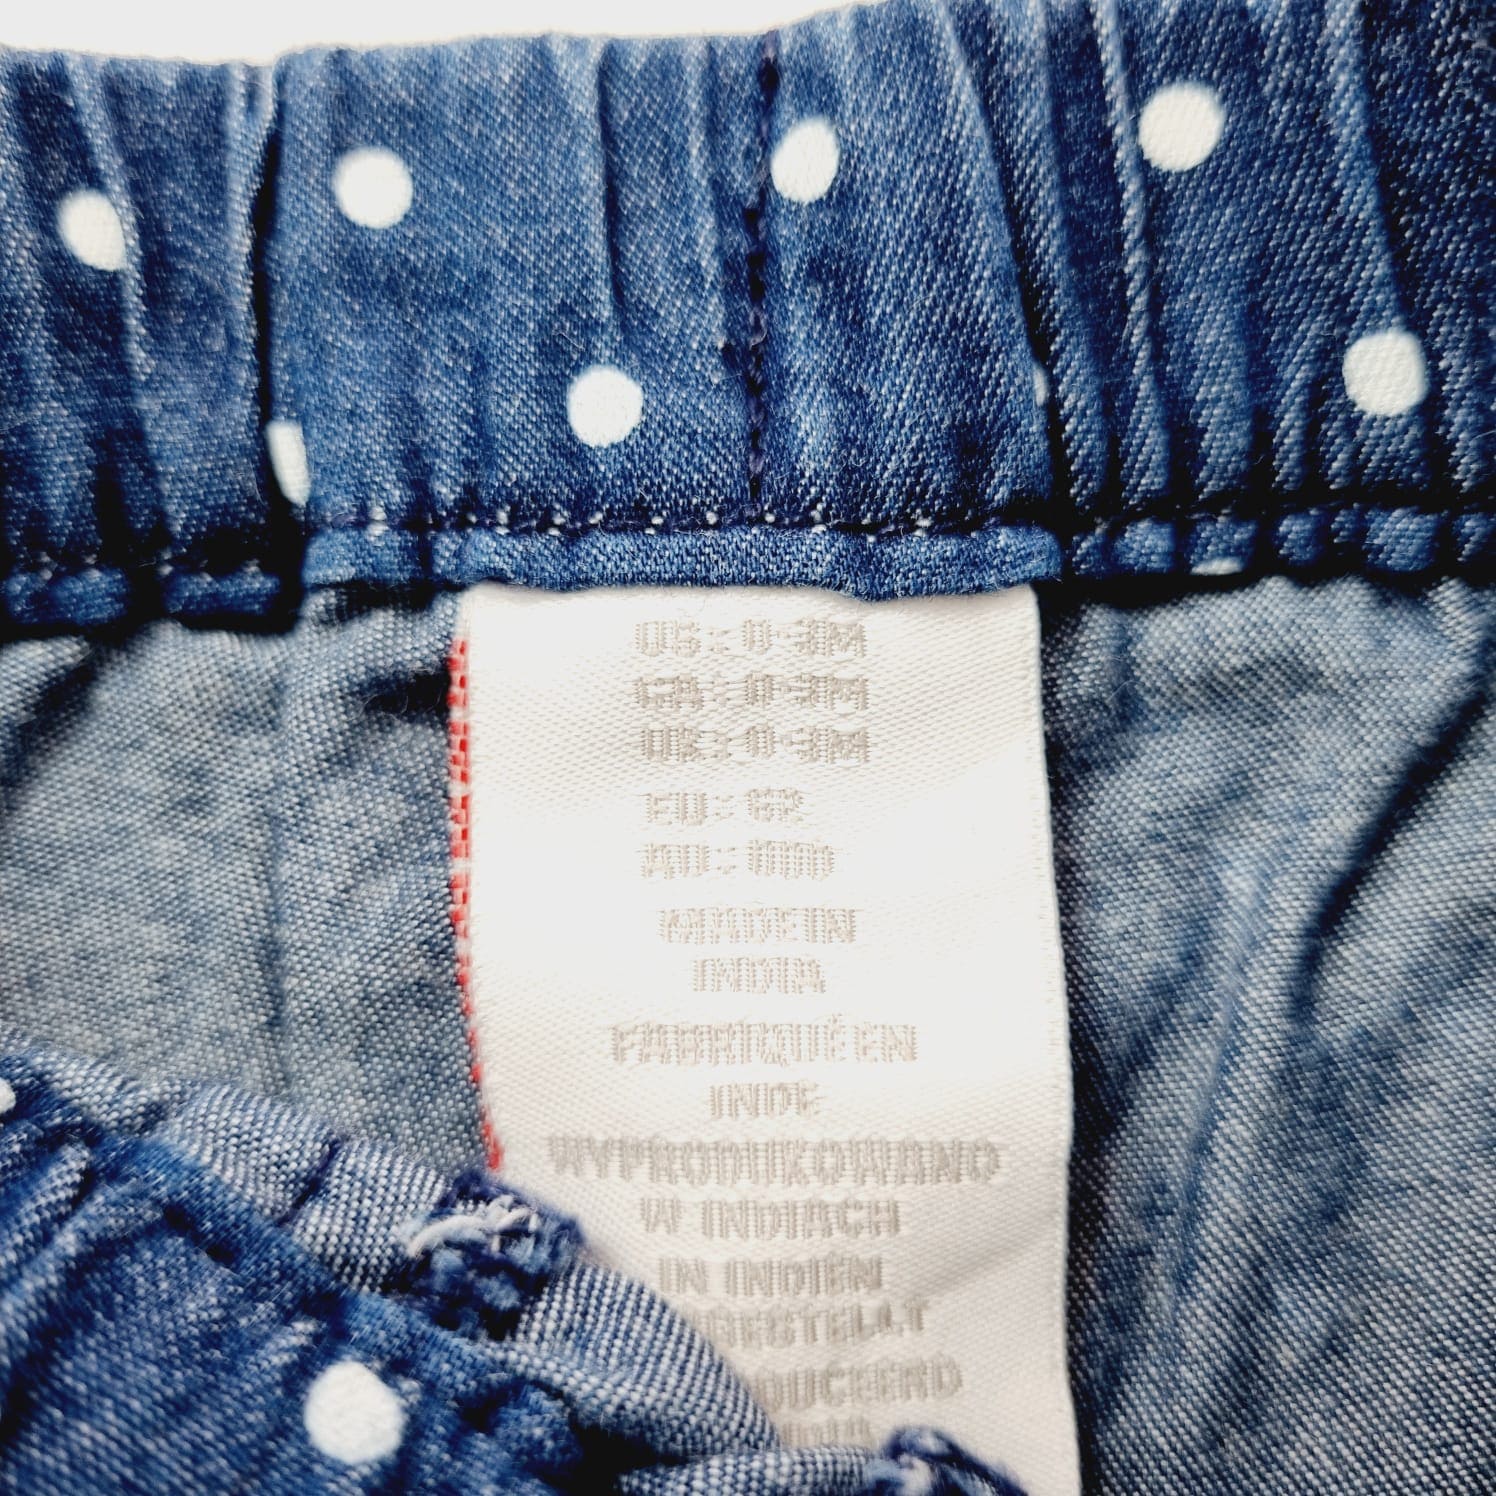 US: 0-3M
CA: 0-3M
UK: 0-3M
EU: 62
AU: 000
MADE IN
INDIA
FABRIQUÉ EN
INDE
WYPRODUKOWANO
W INDIACH
IN INDIEN